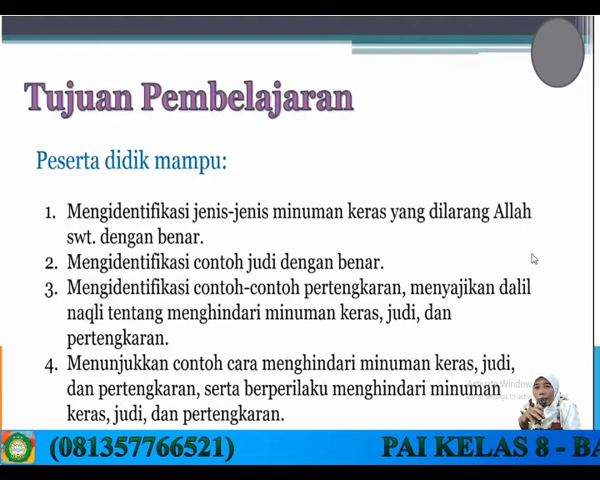 Tujuan Pembelajaran
Peserta didik mampu:
1. Mengidentifikasi jenis-jenis minuman keras yang dilarang Allah
swt. dengan benar.
2. Mengidentifikasi contoh judi dengan benar.
3. Mengidentifikasi contoh-contoh pertengkaran, menyajikan dalil
naqli tentang menghindari minuman keras, judi, dan
pertengkaran.
4. Menunjukkan contoh cara menghindari minuman keras, judi,
dan pertengkaran, serta berperilaku menghindari minuman
keras, judi, dan pertengkaran.
(081357766521) PAI KELAS 8 - BA